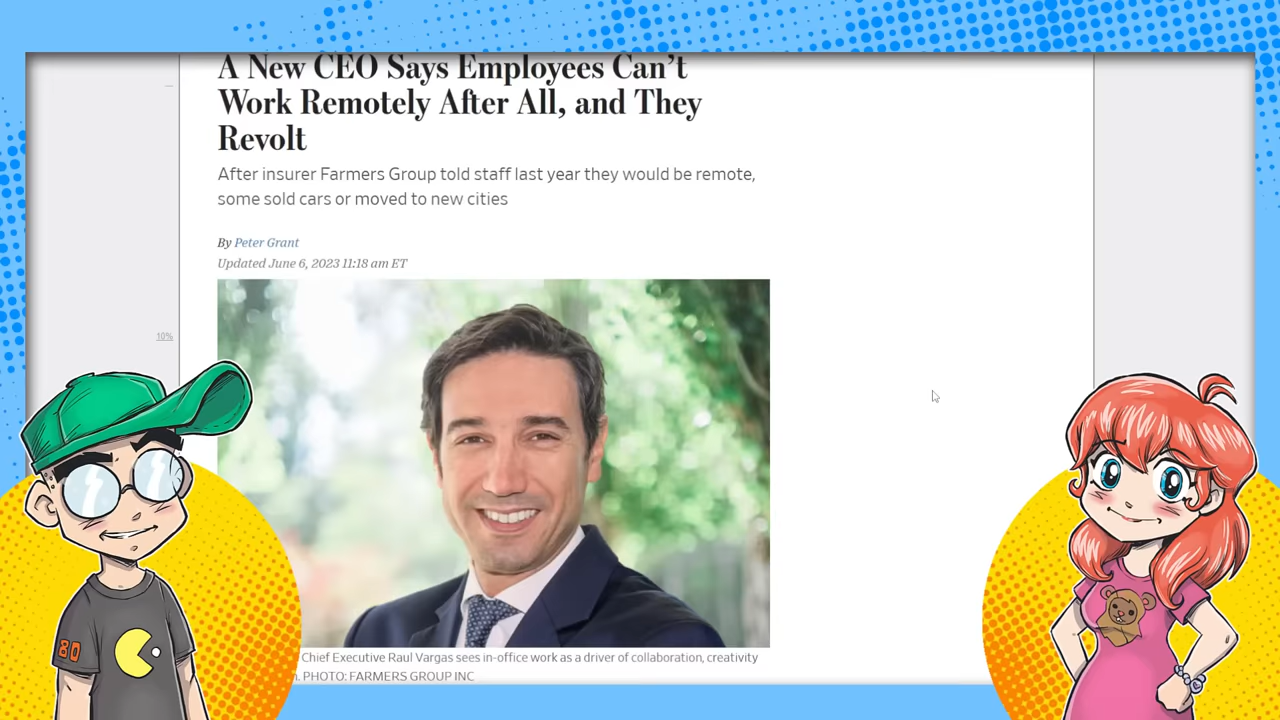 A New CEO Says Employees Can't
Work Remotely After All, and They
Revolt
After insurer Farmers Group told staff last year they would be remote,
some sold cars or moved to new cities
By Peter Grant
Updated June 6, 2023 11:18 am ET
10%
Chief Executive Raul Vargas sees in-office work as a driver of collaboration, creativity
PHOTO: FARMERS GROUP INC
80